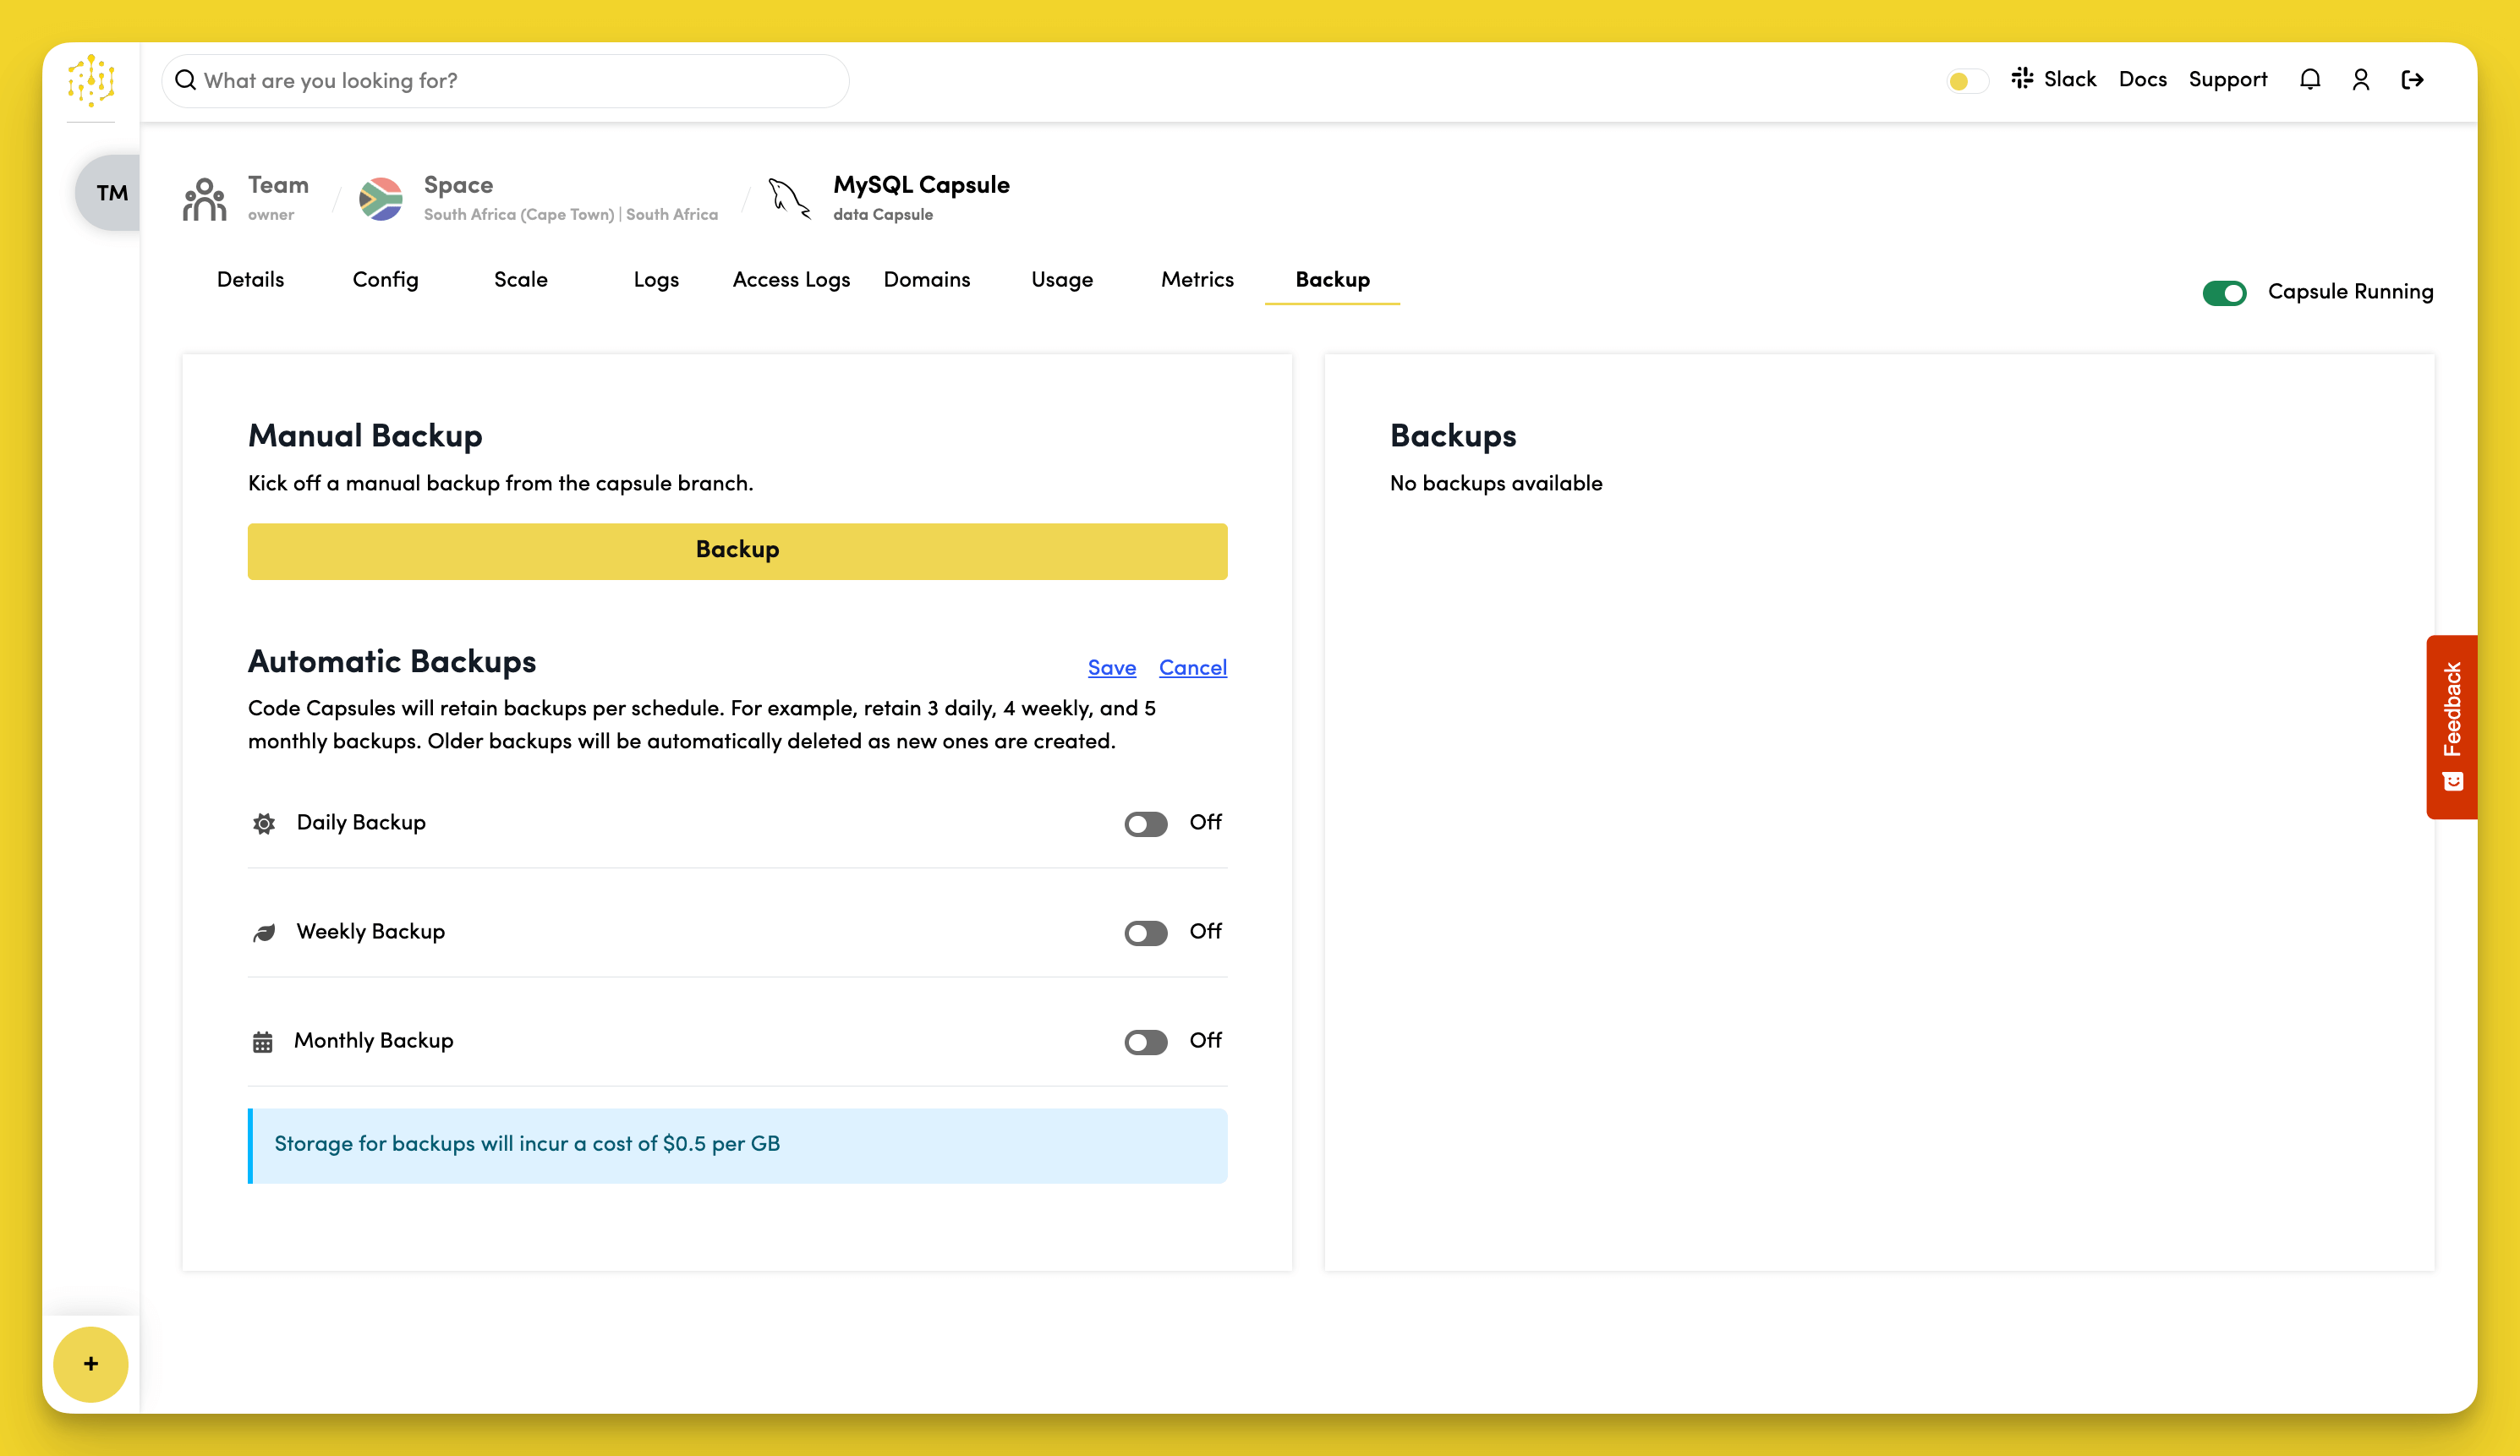 What are you looking for?
Slack Docs Support
TM
Team
owner
Space
South Africa (Cape Town) | South Africa
MySQL Capsule
data Capsule
Details Config Scale Logs Access Logs Domains Usage Metrics Backup
Capsule Running
Manual Backup
Kick off a manual backup from the capsule branch.
Backup
Automatic Backups
Save Cancel
Code Capsules will retain backups per schedule. For example, retain 3 daily, 4 weekly, and 5
monthly backups. Older backups will be automatically deleted as new ones are created.
Daily Backup Off
Weekly Backup Off
Monthly Backup Off
Storage for backups will incur a cost of $0.5 per GB
Backups
No backups available
Feedback
+